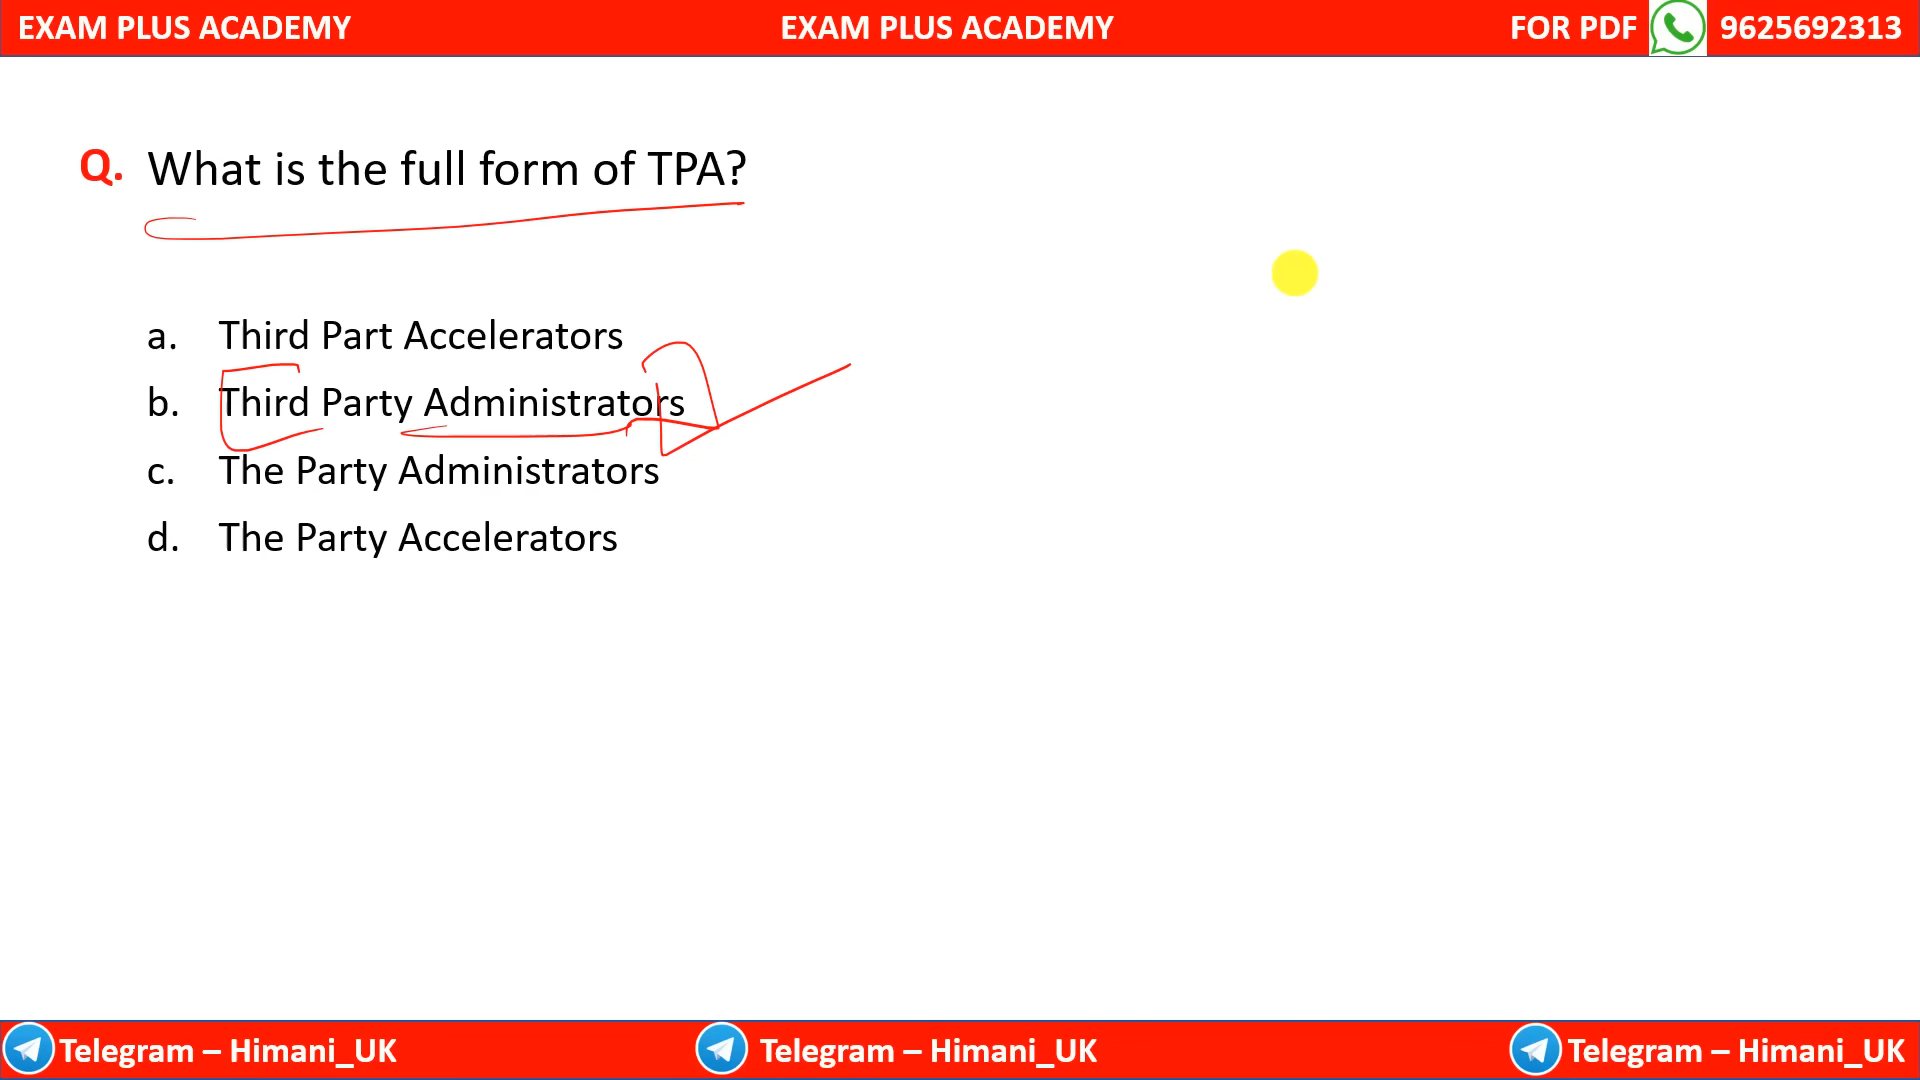 EXAM PLUS ACADEMY EXAM PLUS ACADEMY FOR PDF 9625692313
Q. What is the full form of TPA?
a. Third Part Accelerators
b. Third Party Administrators
c. The Party Administrators
d. The Party Accelerators
Telegram – Himani_UK Telegram – Himani_UK Telegram – Himani_UK